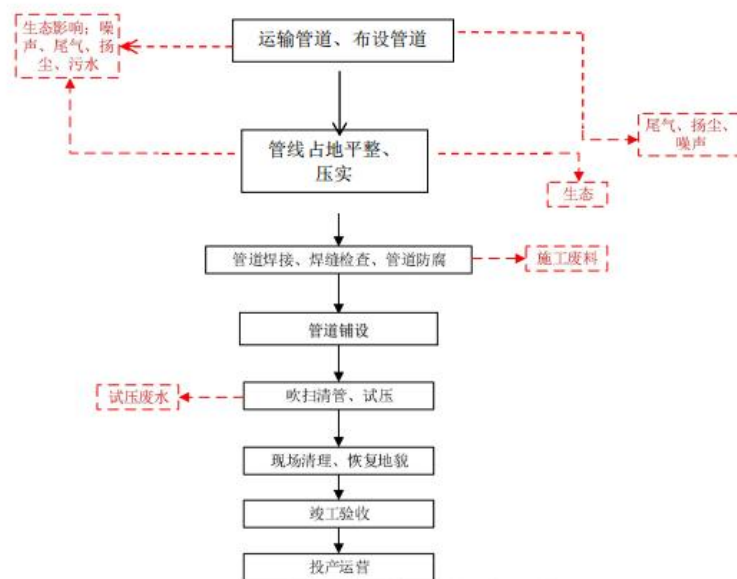 生态影响；噪
声、尾气、扬
尘、污水
运输管道、布设管道
尾气、扬尘、
噪声
管线占地平整、
压实
生态
管道焊接、焊缝检查、管道防腐
施工废料
管道铺设
试压废水
吹扫清管、试压
现场清理、恢复地貌
竣工验收
投产运营